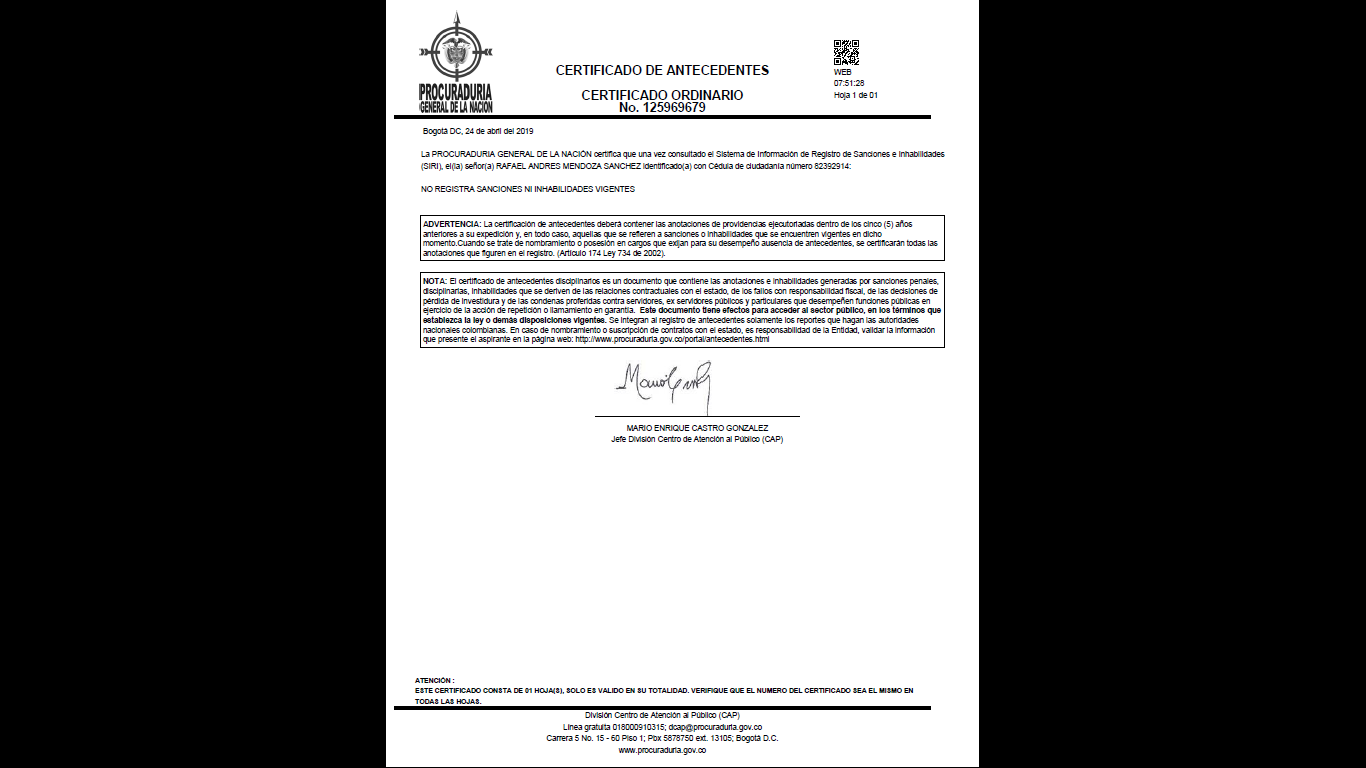 PROCURADURIA
GENERAL DE LA NACION
CERTIFICADO DE ANTECEDENTES
CERTIFICADO ORDINARIO
No. 125969679
WEB
07:51:28
Hoja 1 de 01
Bogotá DC, 24 de abril del 2019
La PROCURADURIA GENERAL DE LA NACIÓN certifica que una vez consultado el Sistema de Información de Registro de Sanciones e Inhabilidades
(SIRI), el(la) señor(a) RAFAEL ANDRES MENDOZA SANCHEZ identificado(a) con Cédula de ciudadanía número 82392914:
NO REGISTRA SANCIONES NI INHABILIDADES VIGENTES
ADVERTENCIA: La certificación de antecedentes deberá contener las anotaciones de providencias ejecutoriadas dentro de los cinco (5) años
anteriores a su expedición y, en todo caso, aquellas que se refieren a sanciones o inhabilidades que se encuentren vigentes en dicho
momento.Cuando se trate de nombramiento o posesión en cargos que exijan para su desempeño ausencia de antecedentes, se certificarán todas las
anotaciones que figuren en el registro. (Artículo 174 Ley 734 de 2002).
NOTA: El certificado de antecedentes disciplinarios es un documento que contiene las anotaciones e inhabilidades generadas por sanciones penales,
disciplinarias, inhabilidades que se deriven de las relaciones contractuales con el estado, de los fallos con responsabilidad fiscal, de las decisiones de
pérdida de investidura y de las condenas proferidas contra servidores, ex servidores públicos y particulares que desempeñen funciones públicas en
ejercicio de la acción de repetición o llamamiento en garantía. Este documento tiene efectos para acceder al sector público, en los términos que
establezca la ley o demás disposiciones vigentes. Se integran al registro de antecedentes solamente los reportes que hagan las autoridades
nacionales colombianas. En caso de nombramiento o suscripción de contratos con el estado, es responsabilidad de la Entidad, validar la información
que presente el aspirante en la página web: http://www.procuraduria.gov.co/portal/antecedentes.html
MARIO ENRIQUE CASTRO GONZALEZ
Jefe División Centro de Atención al Público (CAP)
ATENCIÓN :
ESTE CERTIFICADO CONSTA DE 01 HOJA(S), SOLO ES VALIDO EN SU TOTALIDAD. VERIFIQUE QUE EL NUMERO DEL CERTIFICADO SEA EL MISMO EN
TODAS LAS HOJAS.
División Centro de Atención al Público (CAP)
Línea gratuita 018000910315; dcap@procuraduria.gov.co
Carrera 5 No. 15 - 60 Piso 1; Pbx 5878750 ext. 13105; Bogotá D.C.
www.procuraduria.gov.co